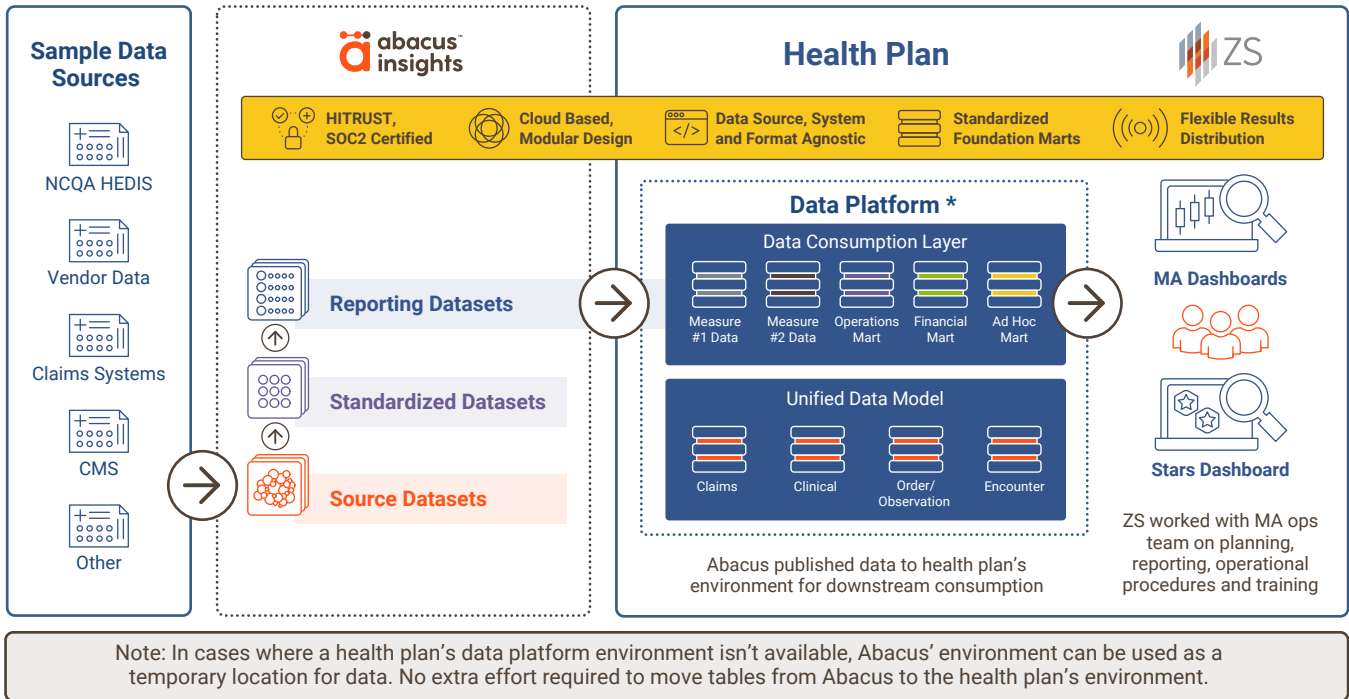 Sample Data
Sources
NCQA HEDIS
Vendor Data
Claims Systems
CMS
Other
abacus™
insights
Health Plan
ZS
HITRUST,
SOC2 Certified
Cloud Based,
Modular Design
</>
Data Source, System
and Format Agnostic
Standardized
Foundation Marts
Flexible Results
Distribution
Reporting Datasets
Standardized Datasets
Source Datasets
Data Platform *
Data Consumption Layer
Measure
#1 Data
Measure
#2 Data
Operations
Mart
Financial
Mart
Ad Hoc
Mart
Unified Data Model
Claims
Clinical
Order/
Observation
Encounter
Abacus published data to health plan's
environment for downstream consumption
MA Dashboards
Stars Dashboard
ZS worked with MA ops
team on planning,
reporting, operational
procedures and training
Note: In cases where a health plan's data platform environment isn't available, Abacus' environment can be used as a
temporary location for data. No extra effort required to move tables from Abacus to the health plan's environment.